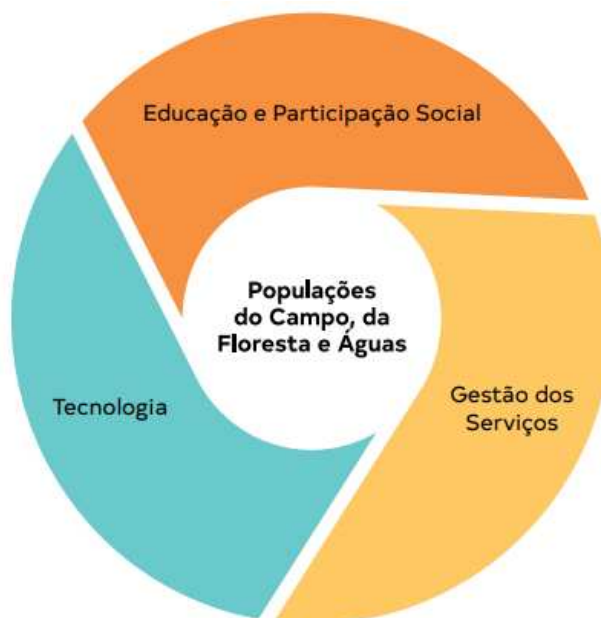 Educação e Participação Social
Populações
do Campo, da
Floresta e Águas
Tecnologia
Gestão dos
Serviços